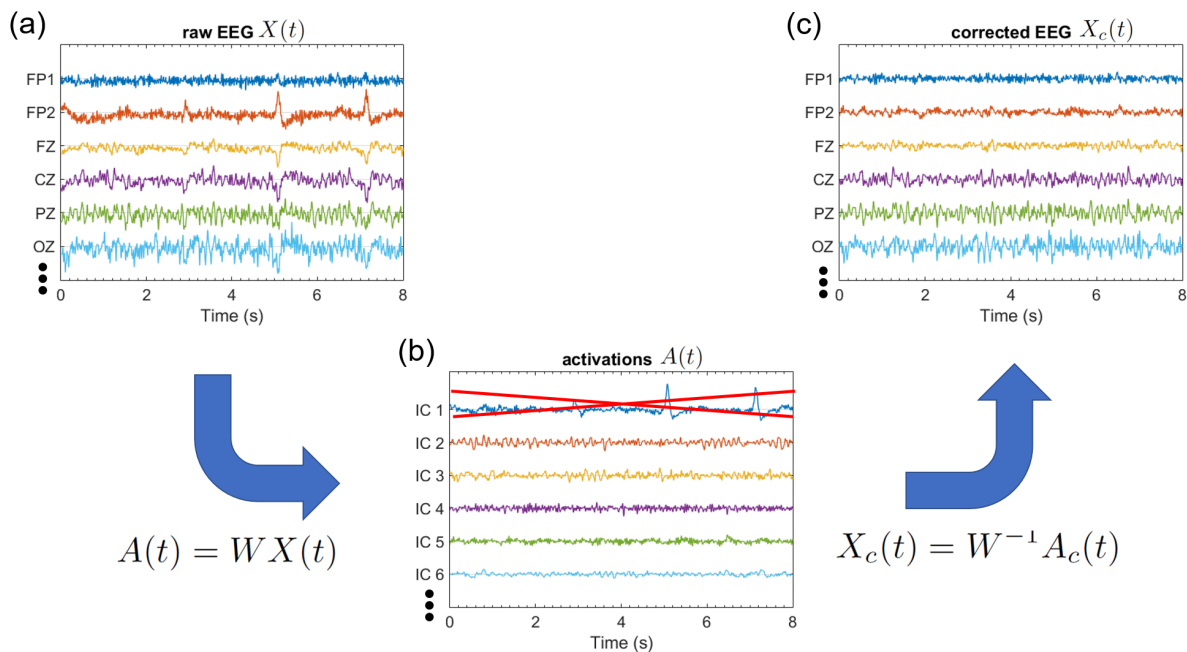 (a)
raw EEG X(t)
FP1
FP2
FZ
CZ
PZ
OZ
0 2 4 6 8
Time (s)
(c)
corrected EEG X_c(t)
FP1
FP2
FZ
CZ
PZ
OZ
0 2 4 6 8
Time (s)
A(t) = WX(t)
(b)
activations A(t)
IC 1
IC 2
IC 3
IC 4
IC 5
IC 6
0 2 4 6 8
Time (s)
X_c(t) = W^{-1}A_c(t)